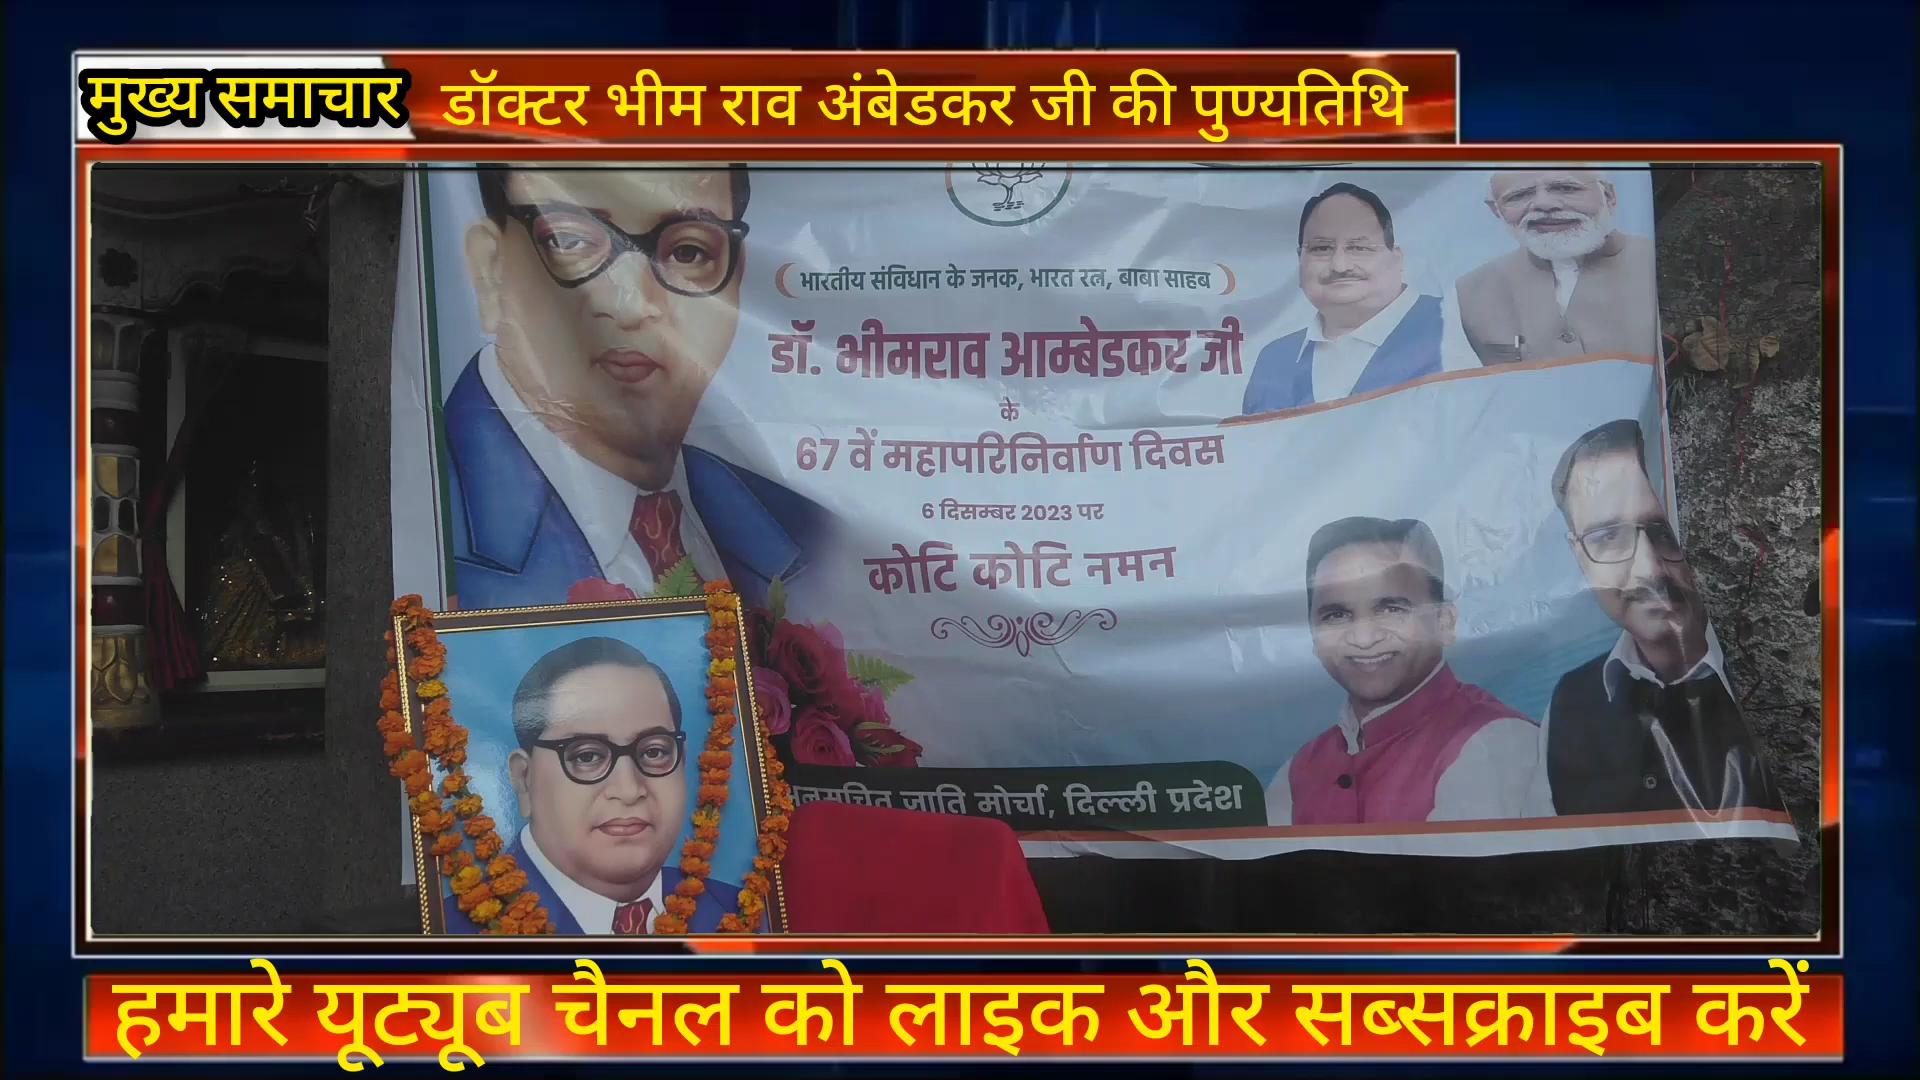 मुख्य समाचार डॉक्टर भीम राव अंबेडकर जी की पुण्यतिथि
भारतीय संविधान के जनक, भारत रत्न, बाबा साहब
डॉ. भीमराव आम्बेडकर जी
के
67 वें महापरिनिर्वाण दिवस
6 दिसम्बर 2023 पर
कोटि कोटि नमन
अनुसूचित जाति मोर्चा, दिल्ली प्रदेश
हमारे यूट्यूब चैनल को लाइक और सब्सक्राइब करें